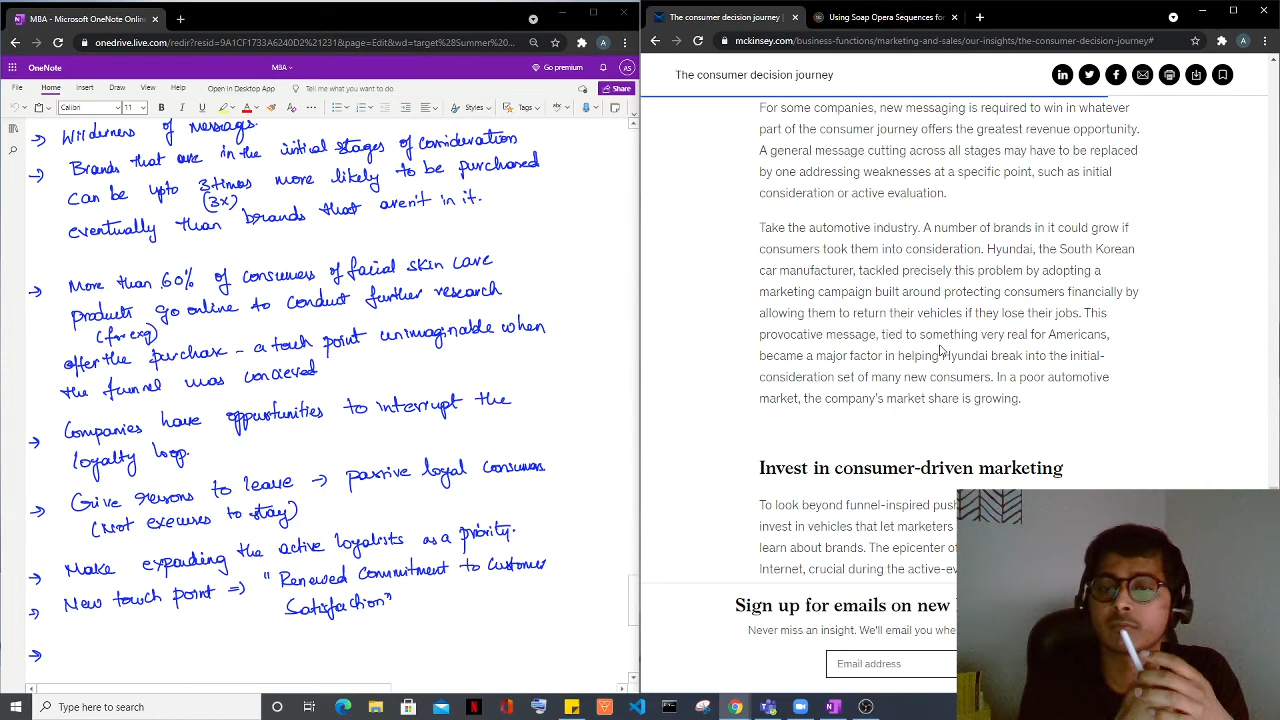 MBA - Microsoft OneNote Online
onedrive.live.com/redir?resid=9A1CF1733A6240D2%21231&page=Edit&wd=target%28Summer%20...
OneNote
MBA
Go premium
AS
File
Home
Insert
Draw
View
Help
Open In Desktop App
Tell me what you want to do
Share
Calibri
11
B
I
U
A
Styles
Tags
→ Wilderness of messages.
→ Brands that are in the initial stages of consideration
can be upto 3 times more likely to be purchased
(3x)
eventually than brands that aren't in it.
→ More than 60% of consumers of facial skin care
products go online to conduct further research
(for eg)
after the purchase - a touch point unimaginable when
the funnel was conceived
→ Companies have oppurtunities to interrupt the
loyalty loop.
→ Give reasons to leave → passive loyal consumers
(Not execuses to stay)
→ Make expanding the active loyalists as a priority.
→ New touch point ⇒ "Renewed commitment to customer
Satisfaction"
→
The consumer decision journey
Using Soap Opera Sequences for
mckinsey.com/business-functions/marketing-and-sales/our-insights/the-consumer-decision-journey#
A
The consumer decision journey
For some companies, new messaging is required to win in whatever
part of the consumer journey offers the greatest revenue opportunity.
A general message cutting across all stages may have to be replaced
by one addressing weaknesses at a specific point, such as initial
consideration or active evaluation.
Take the automotive industry. A number of brands in it could grow if
consumers took them into consideration. Hyundai, the South Korean
car manufacturer, tackled precisely this problem by adopting a
marketing campaign built around protecting consumers financially by
allowing them to return their vehicles if they lose their jobs. This
provocative message, tied to something very real for Americans,
became a major factor in helping Hyundai break into the initial-
consideration set of many new consumers. In a poor automotive
market, the company's market share is growing.
Invest in consumer-driven marketing
To look beyond funnel-inspired push
invest in vehicles that let marketers
learn about brands. The epicenter of
Internet, crucial during the active-ev
Sign up for emails on new
Never miss an insight. We'll email you whe
Email address
Type here to search